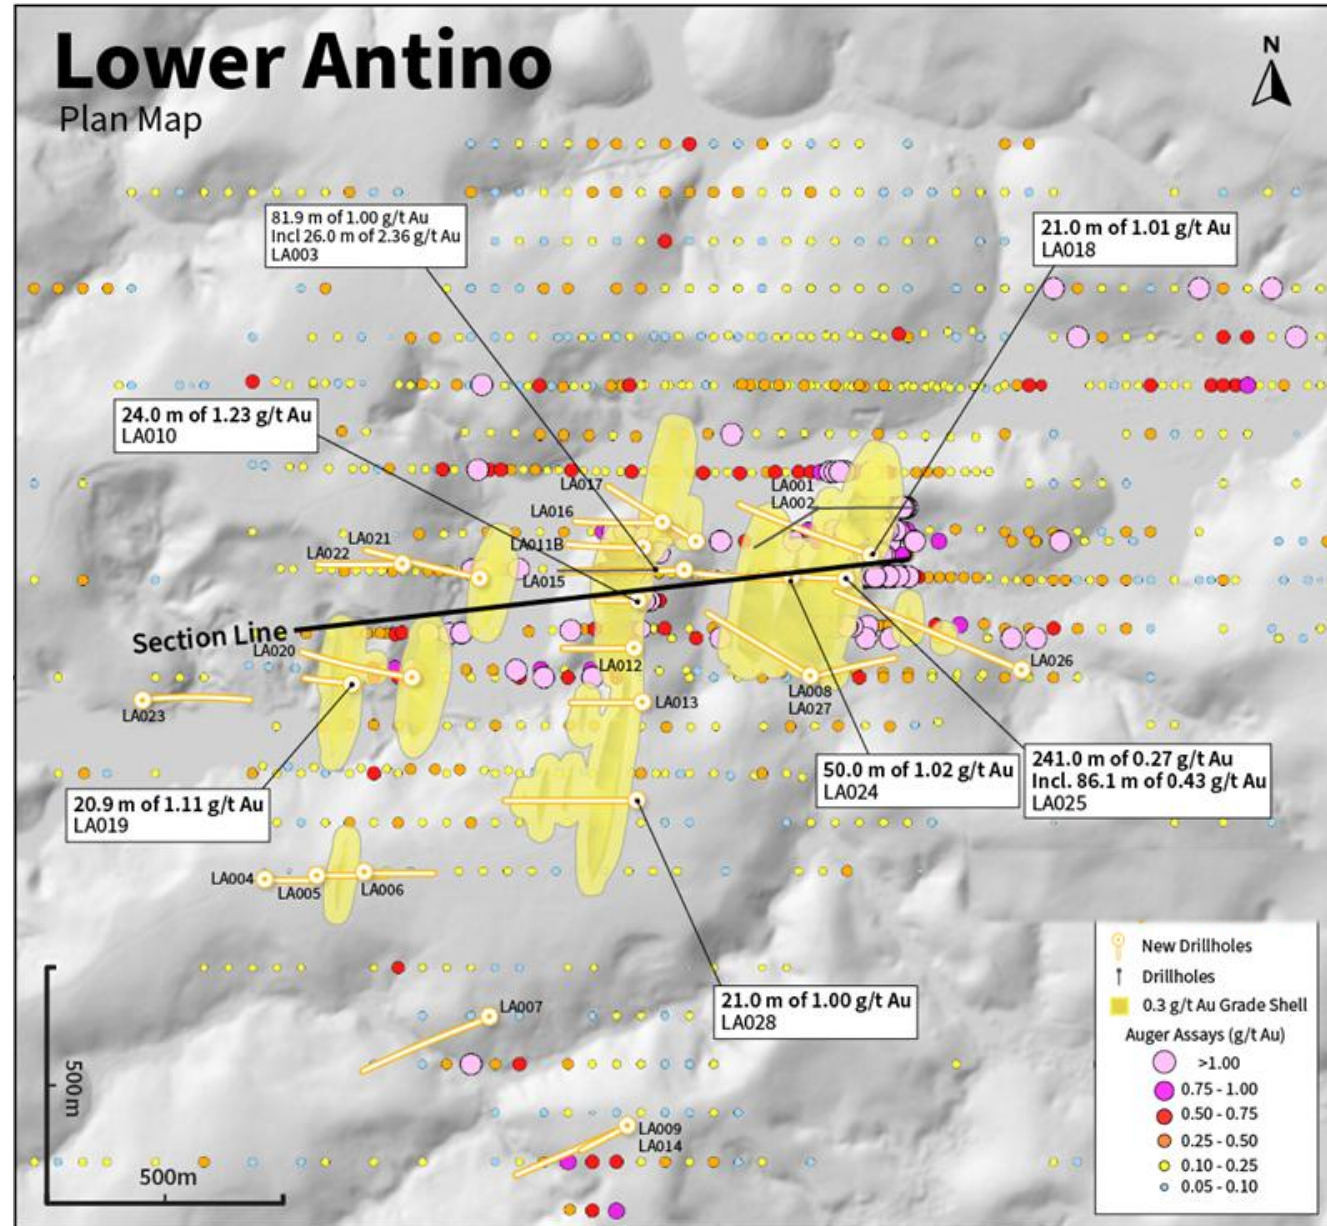 Lower Antino
Plan Map
N
81.9 m of 1.00 g/t Au
Incl 26.0 m of 2.36 g/t Au
LA003
21.0 m of 1.01 g/t Au
LA018
24.0 m of 1.23 g/t Au
LA010
LA017
LA001
LA002
LA016
LA021
LA011B
LA022
LA015
Section Line
LA020
LA012
LA026
LA008
LA027
LA013
LA023
50.0 m of 1.02 g/t Au
LA024
241.0 m of 0.27 g/t Au
Incl. 86.1 m of 0.43 g/t Au
LA025
20.9 m of 1.11 g/t Au
LA019
LA004
LA005
LA006
21.0 m of 1.00 g/t Au
LA028
LA007
LA009
LA014
500m
500m
New Drillholes
Drillholes
0.3 g/t Au Grade Shell
Auger Assays (g/t Au)
>1.00
0.75 - 1.00
0.50 - 0.75
0.25 - 0.50
0.10 - 0.25
0.05 - 0.10